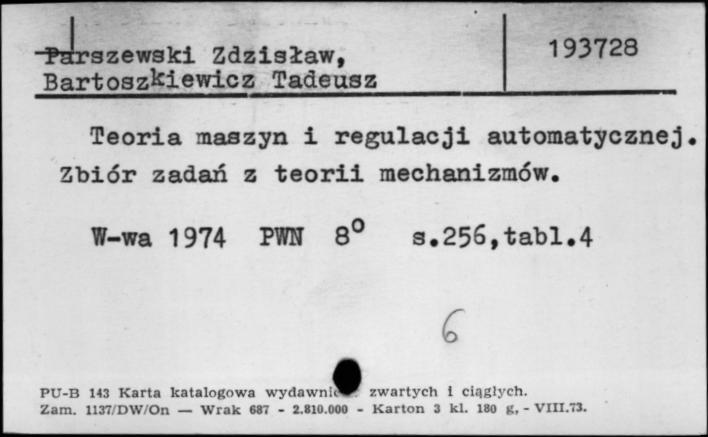 Parszewski Zdzisław,
193728
Bartoszkiewicz Tadeusz
Teoria maszyn i regulacji automatycznej.
Zbiór zadań z teorii mechanizmów.
W-wa 1974 PWN 8° s.256,tabl.4
6
PU-B 143 Karta katalogowa zwartych i ciągłych.
Zam. 1137/DW/On — Wrak 687 - 2.810.000 - Karton 3 kl. 180 g, - VIII.73.